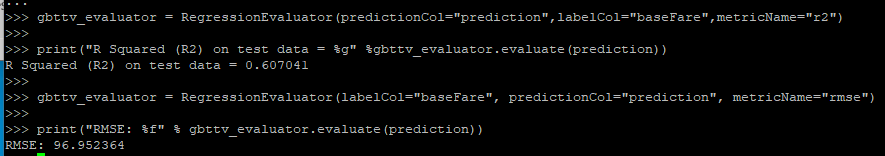 ...
>>> gbttv_evaluator = RegressionEvaluator(predictionCol="prediction",labelCol="baseFare",metricName="r2")
>>>
>>> print("R Squared (R2) on test data = %g" %gbttv_evaluator.evaluate(prediction))
R Squared (R2) on test data = 0.607041
>>>
>>> gbttv_evaluator = RegressionEvaluator(labelCol="baseFare", predictionCol="prediction", metricName="rmse")
>>>
>>> print("RMSE: %f" % gbttv_evaluator.evaluate(prediction))
RMSE: 96.952364